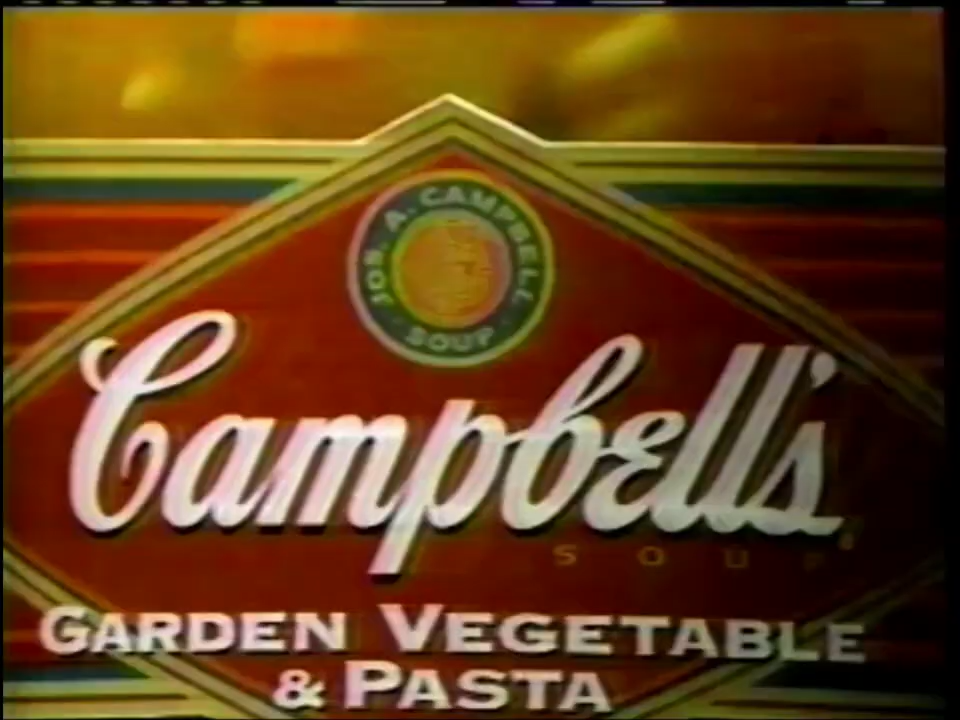 JOS. A. CAMPBELL
SOUP
Campbell's
SOUP
GARDEN VEGETABLE
& PASTA